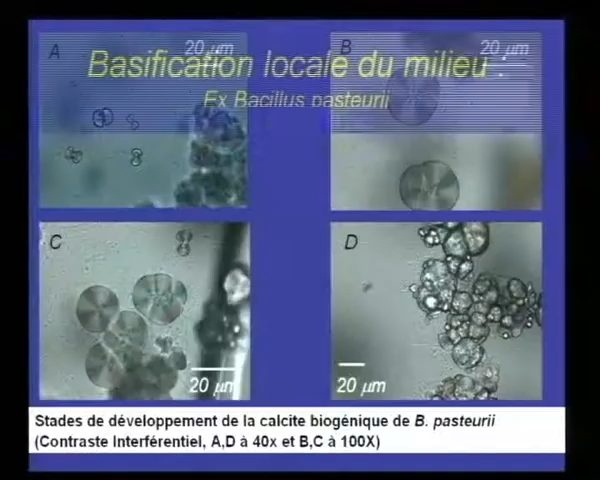 A
20 µm
B
20 µm
Basification locale du milieu :
Ex Bacillus pasteurii
C
20 µm
D
20 µm
Stades de développement de la calcite biogénique de B. pasteurii
(Contraste Interférentiel, A,D à 40x et B,C à 100X)